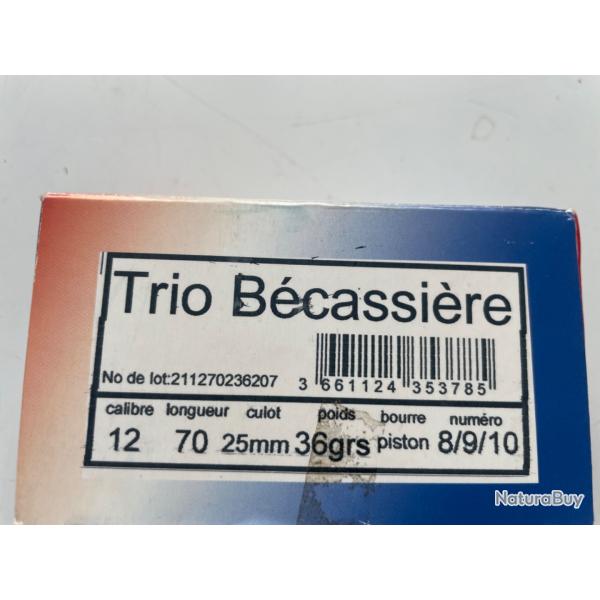 Trio Bécassière
No de lot:211270236207
3 661124 353785
calibre longueur culot poids bourre numéro
12 70 25mm 36grs piston 8/9/10
NaturaBuy